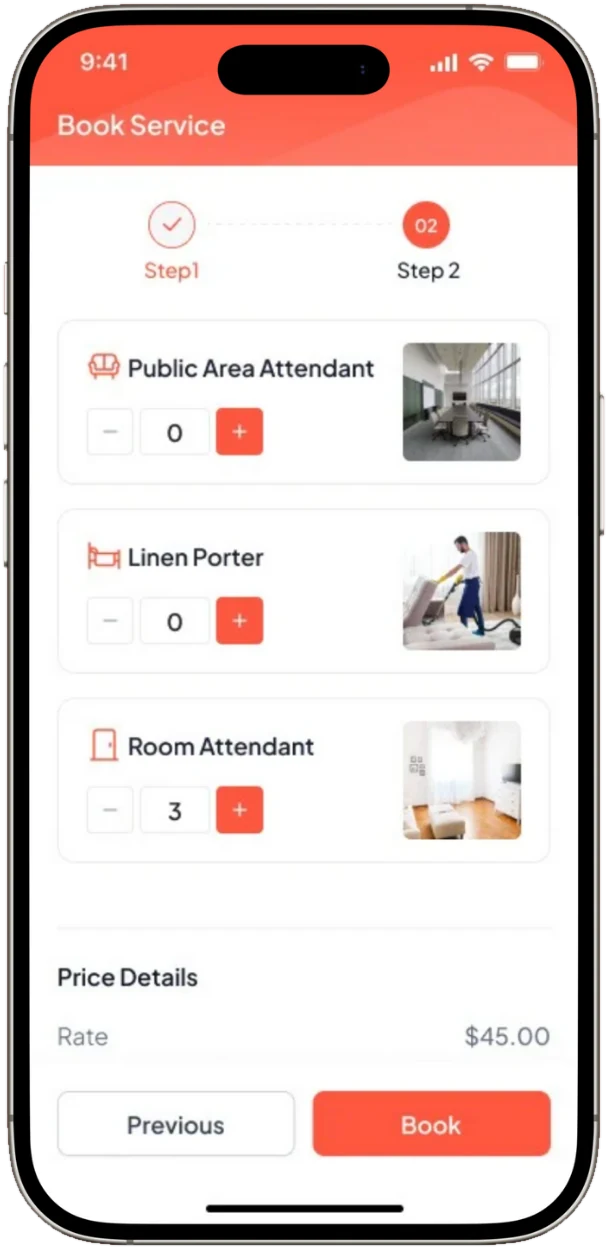 9:41
Book Service
02
Step1
Step 2
Public Area Attendant
− 0 +
Linen Porter
− 0 +
Room Attendant
− 3 +
Price Details
Rate $45.00
Previous Book